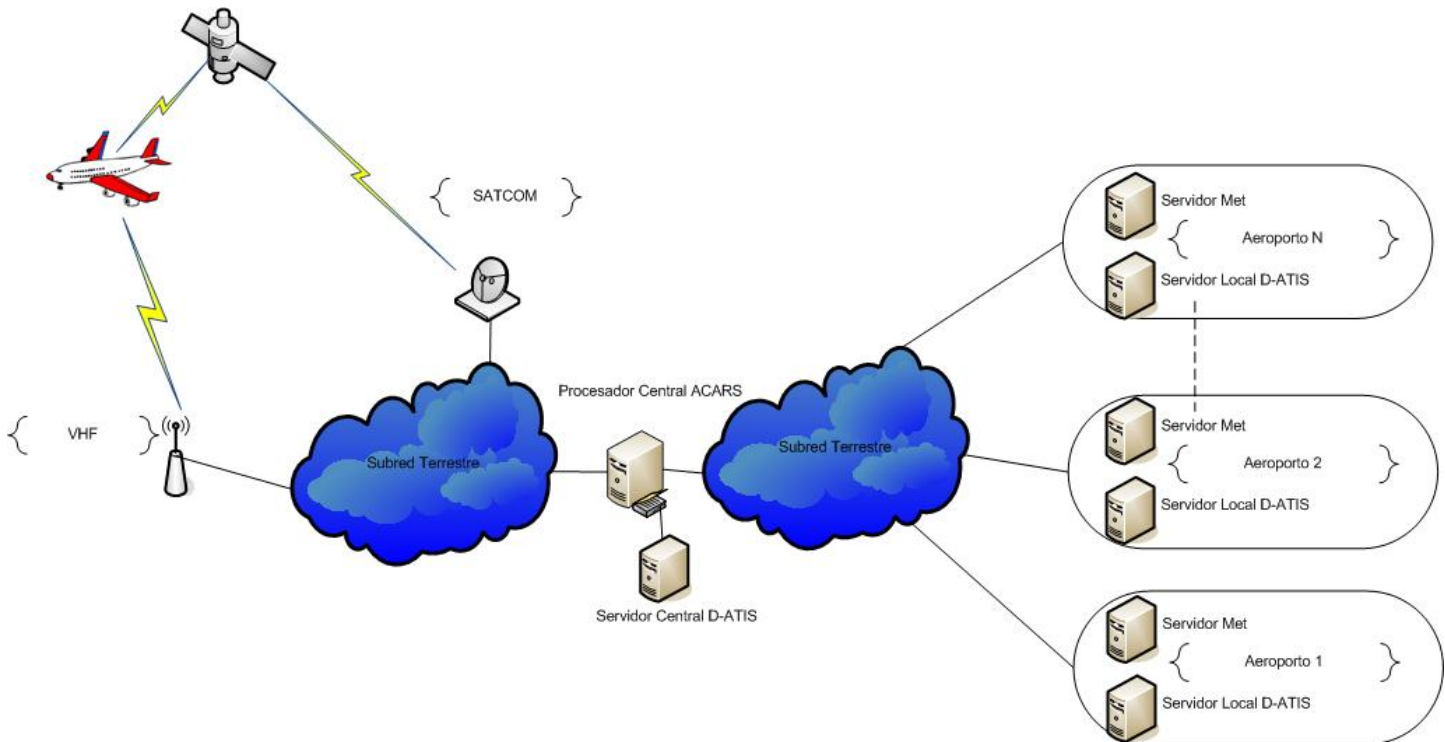 SATCOM
VHF
Subred Terrestre
Procesador Central ACARS
Servidor Central D-ATIS
Subred Terrestre
Servidor Met
Aeroporto N
Servidor Local D-ATIS
Servidor Met
Aeroporto 2
Servidor Local D-ATIS
Servidor Met
Aeroporto 1
Servidor Local D-ATIS